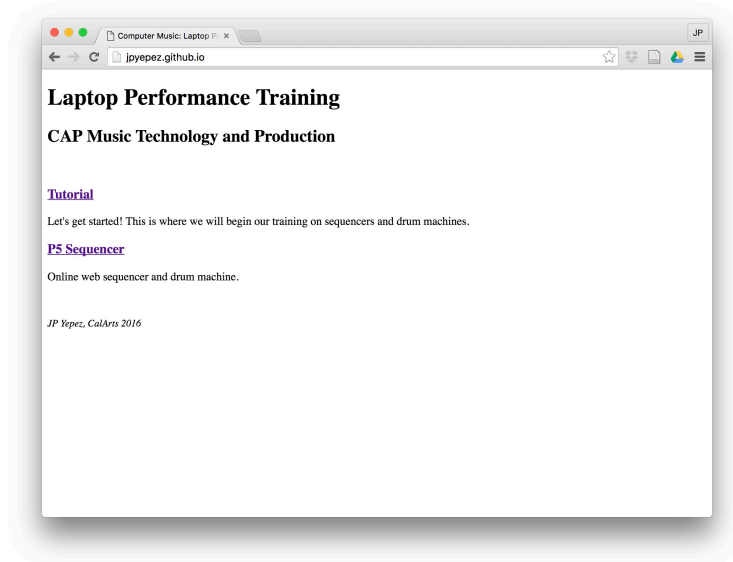 Computer Music: Laptop
JP
jpyepez.github.io
Laptop Performance Training
CAP Music Technology and Production
Tutorial
Let's get started! This is where we will begin our training on sequencers and drum machines.
P5 Sequencer
Online web sequencer and drum machine.
JP Yepez, CalArts 2016